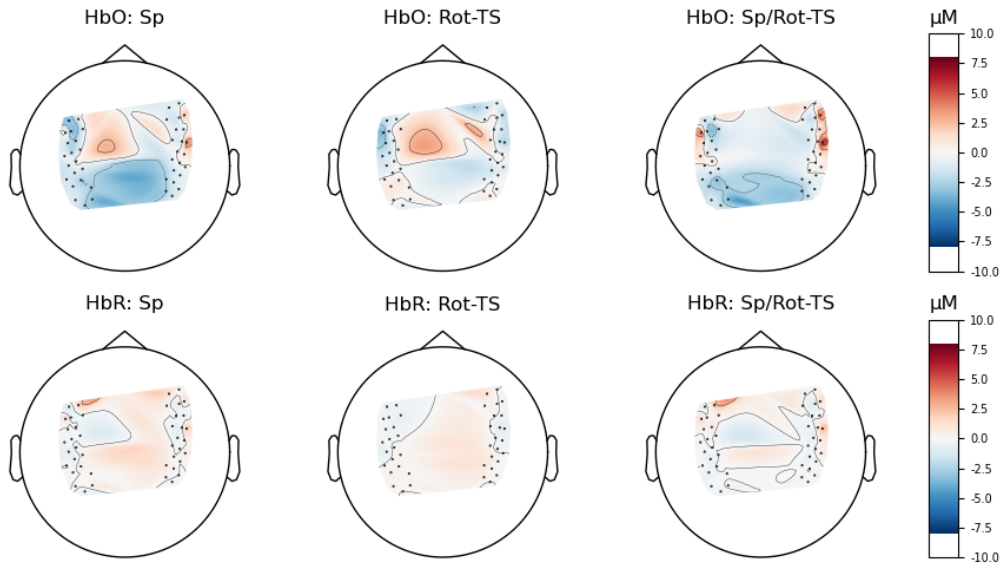 HbO: Sp
HbO: Rot-TS
HbO: Sp/Rot-TS
µM
10.0
7.5
5.0
2.5
0.0
-2.5
-5.0
-7.5
-10.0
HbR: Sp
HbR: Rot-TS
HbR: Sp/Rot-TS
µM
10.0
7.5
5.0
2.5
0.0
-2.5
-5.0
-7.5
-10.0